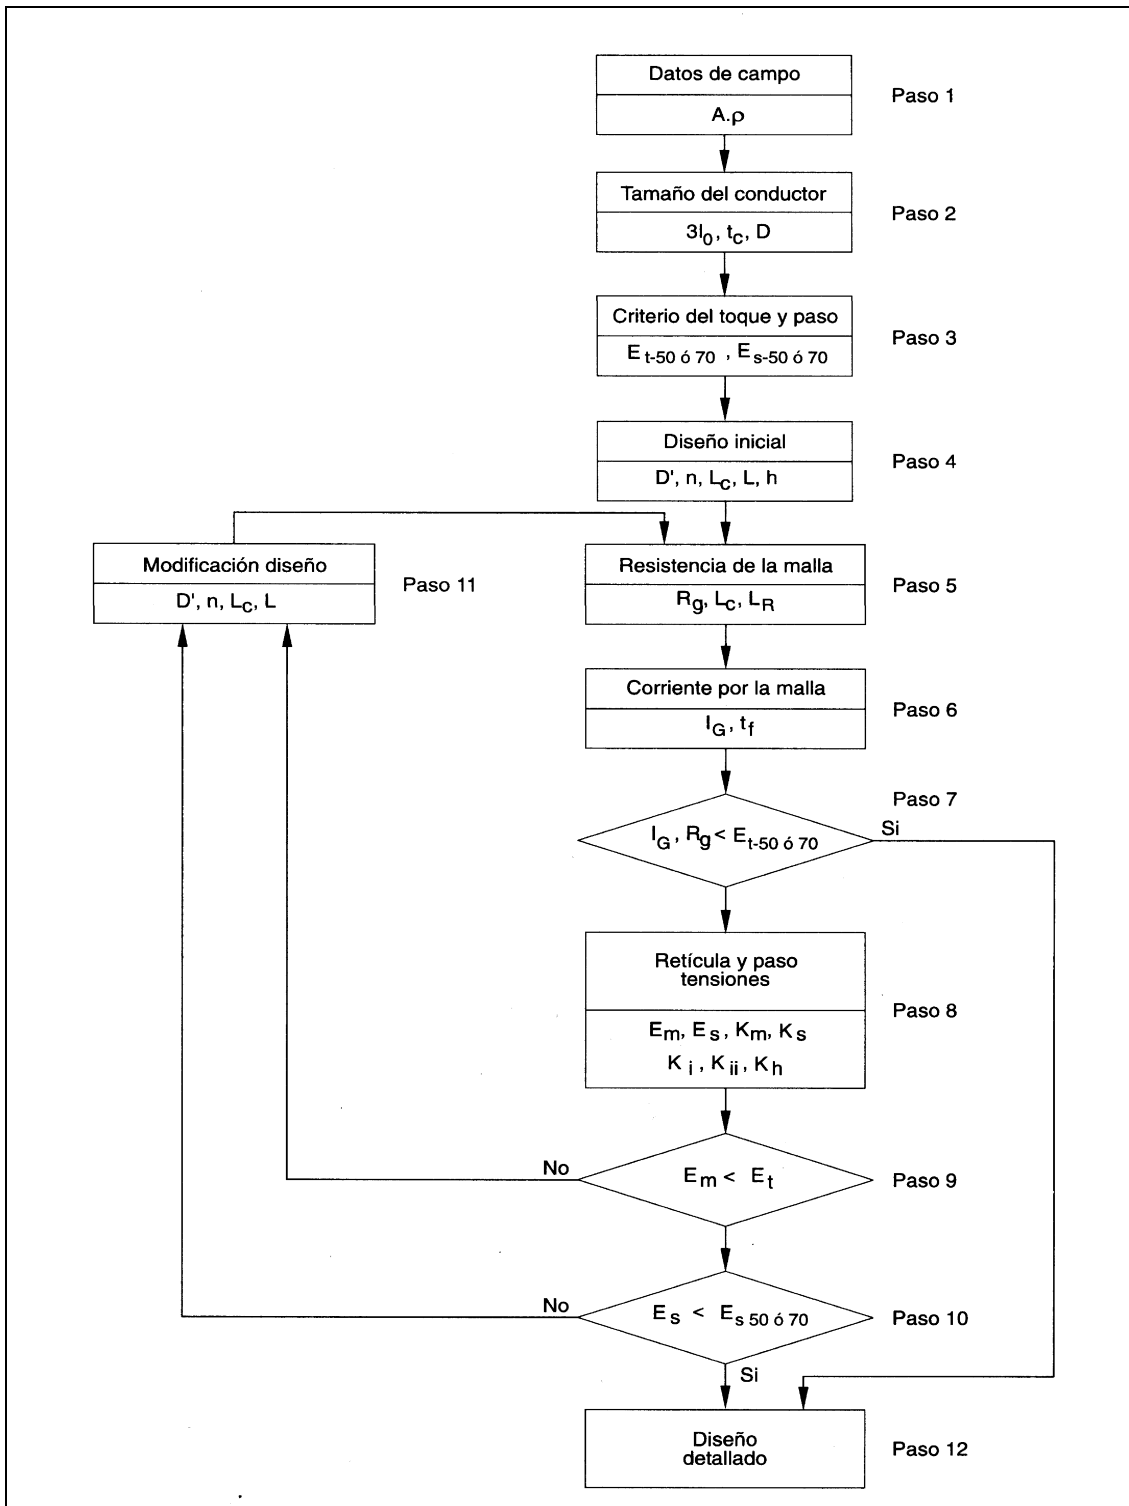 Datos de campo
Paso 1
A.ρ
Tamaño del conductor
Paso 2
3I0, tc, D
Criterio del toque y paso
Paso 3
E t-50 ó 70 , E s-50 ó 70
Diseño inicial
Paso 4
D', n, Lc, L, h
Modificación diseño
Paso 11
D', n, Lc, L
Resistencia de la malla
Paso 5
Rg, Lc, LR
Corriente por la malla
Paso 6
IG, tf
Paso 7
Si
IG , Rg < E t-50 ó 70
Retícula y paso
tensiones
Paso 8
Em, Es, Km, Ks
Ki, Kii, Kh
No
Em < Et
Paso 9
No
Es < Es 50 ó 70
Paso 10
Si
Diseño
detallado
Paso 12